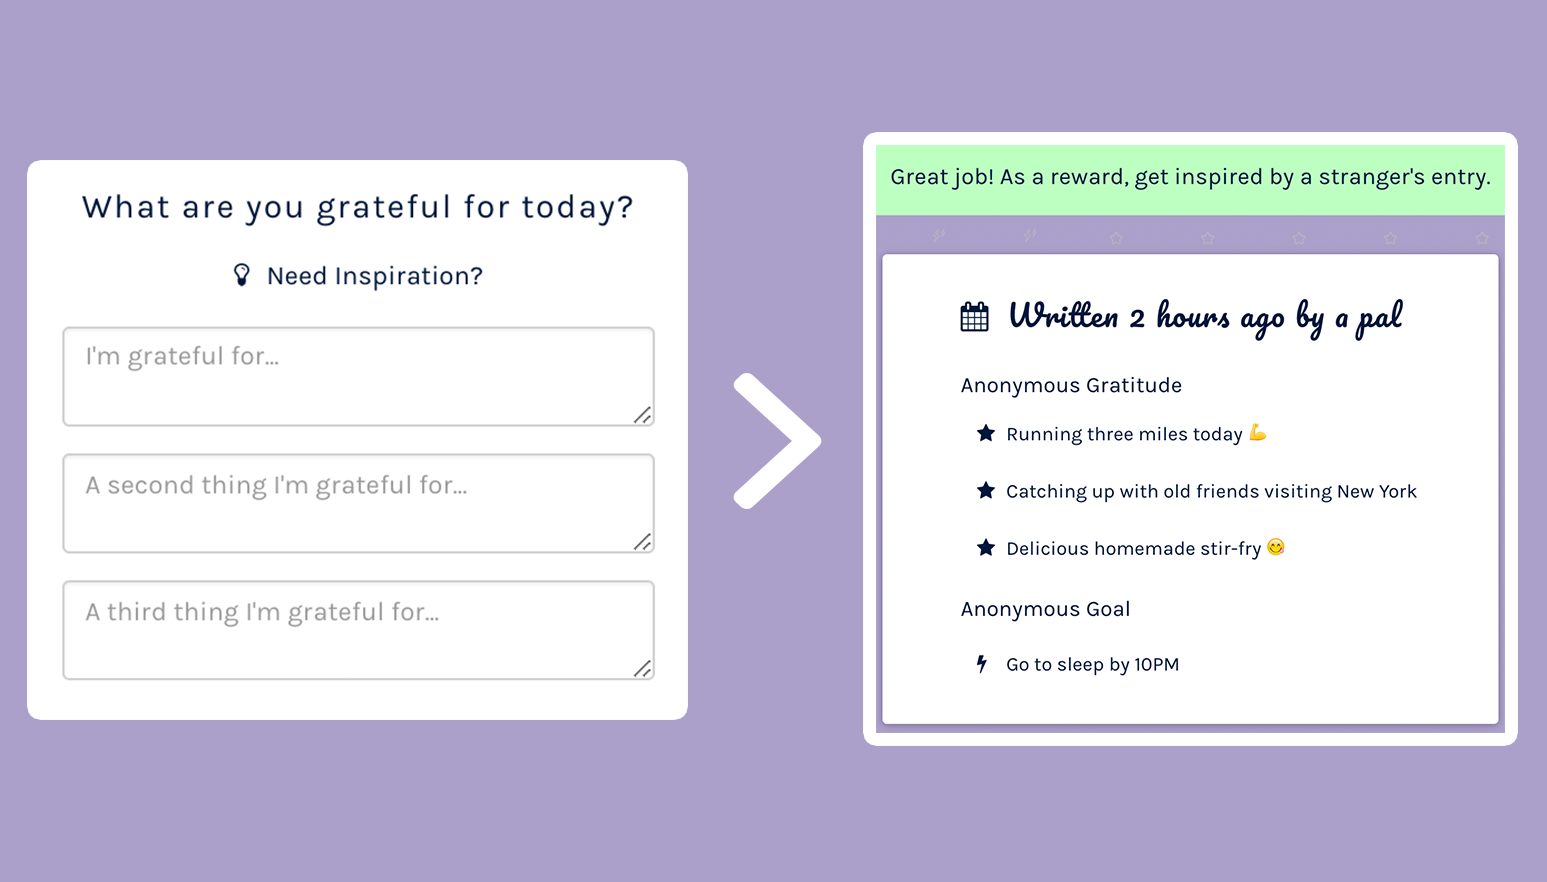 What are you grateful for today?
Need Inspiration?
I'm grateful for...
A second thing I'm grateful for...
A third thing I'm grateful for...
Great job! As a reward, get inspired by a stranger's entry.
Written 2 hours ago by a pal
Anonymous Gratitude
Running three miles today 💪
Catching up with old friends visiting New York
Delicious homemade stir-fry 😋
Anonymous Goal
Go to sleep by 10PM